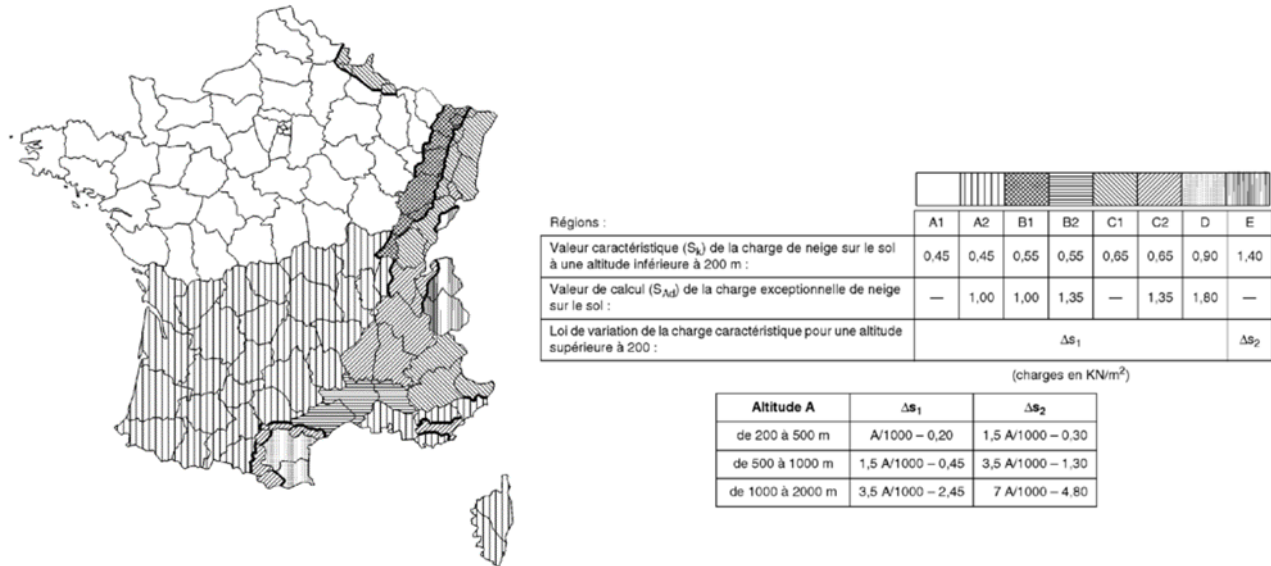 Régions :
A1 A2 B1 B2 C1 C2 D E
Valeur caractéristique (Sk) de la charge de neige sur le sol
à une altitude inférieure à 200 m :
0,45 0,45 0,55 0,55 0,65 0,65 0,90 1,40
Valeur de calcul (SAd) de la charge exceptionnelle de neige
sur le sol :
— 1,00 1,00 1,35 — 1,35 1,80 —
Loi de variation de la charge caractéristique pour une altitude
supérieure à 200 :
Δs1 Δs2
(charges en KN/m²)
Altitude A Δs1 Δs2
de 200 à 500 m A/1000 – 0,20 1,5 A/1000 – 0,30
de 500 à 1000 m 1,5 A/1000 – 0,45 3,5 A/1000 – 1,30
de 1000 à 2000 m 3,5 A/1000 – 2,45 7 A/1000 – 4,80